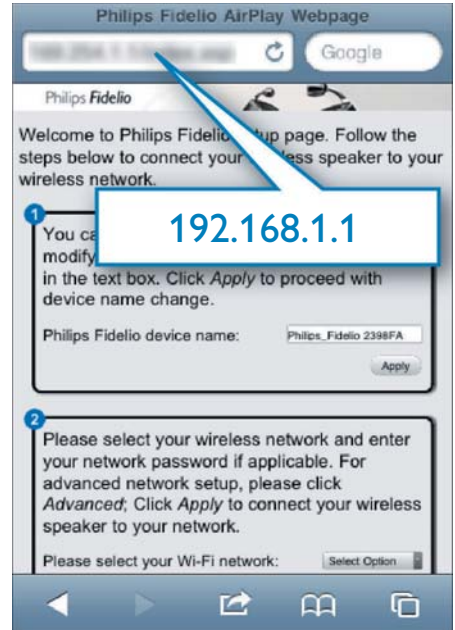 Philips Fidelio AirPlay Webpage
Google
Philips Fidelio
Welcome to Philips Fidelio setup page. Follow the
steps below to connect your wireless speaker to your
wireless network.
192.168.1.1
1
You
modify
in the text box. Click Apply to proceed with
device name change.
Philips Fidelio device name:
Philips_Fidelio 2398FA
Apply
2
Please select your wireless network and enter
your network password if applicable. For
advanced network setup, please click
Advanced; Click Apply to connect your wireless
speaker to your network.
Please select your Wi-Fi network:
Select Option